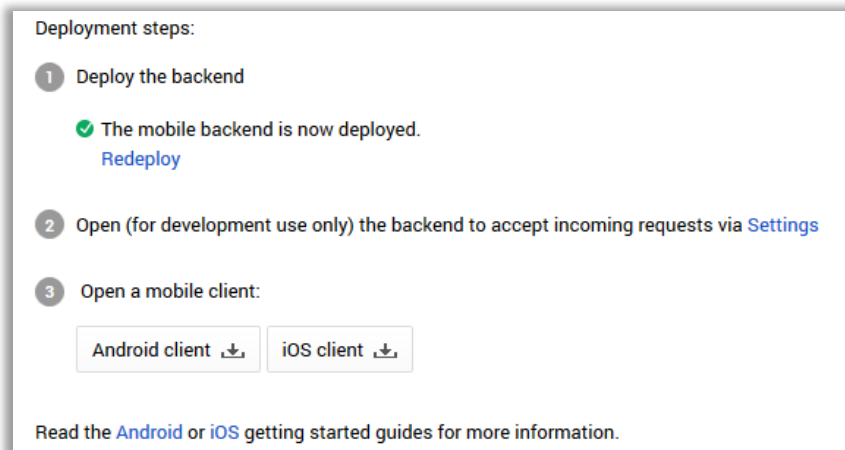 Deployment steps:
1 Deploy the backend
The mobile backend is now deployed.
Redeploy
2 Open (for development use only) the backend to accept incoming requests via Settings
3 Open a mobile client:
Android client iOS client
Read the Android or iOS getting started guides for more information.